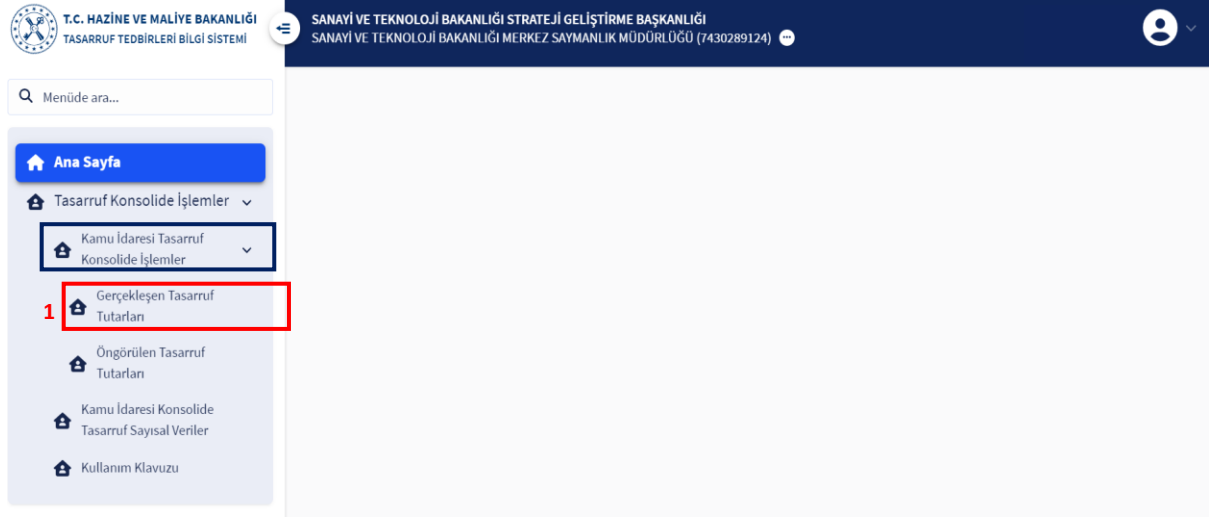 T.C. HAZİNE VE MALİYE BAKANLIĞI
TASARRUF TEDBİRLERİ BİLGİ SİSTEMİ
SANAYİ VE TEKNOLOJİ BAKANLIĞI STRATEJİ GELİŞTİRME BAŞKANLIĞI
SANAYİ VE TEKNOLOJİ BAKANLIĞI MERKEZ SAYMANLIK MÜDÜRLÜĞÜ (7430289124)
Menüde ara...
Ana Sayfa
Tasarruf Konsolide İşlemler
Kamu İdaresi Tasarruf
Konsolide İşlemler
1
Gerçekleşen Tasarruf
Tutarları
Öngörülen Tasarruf
Tutarları
Kamu İdaresi Konsolide
Tasarruf Sayısal Veriler
Kullanım Klavuzu